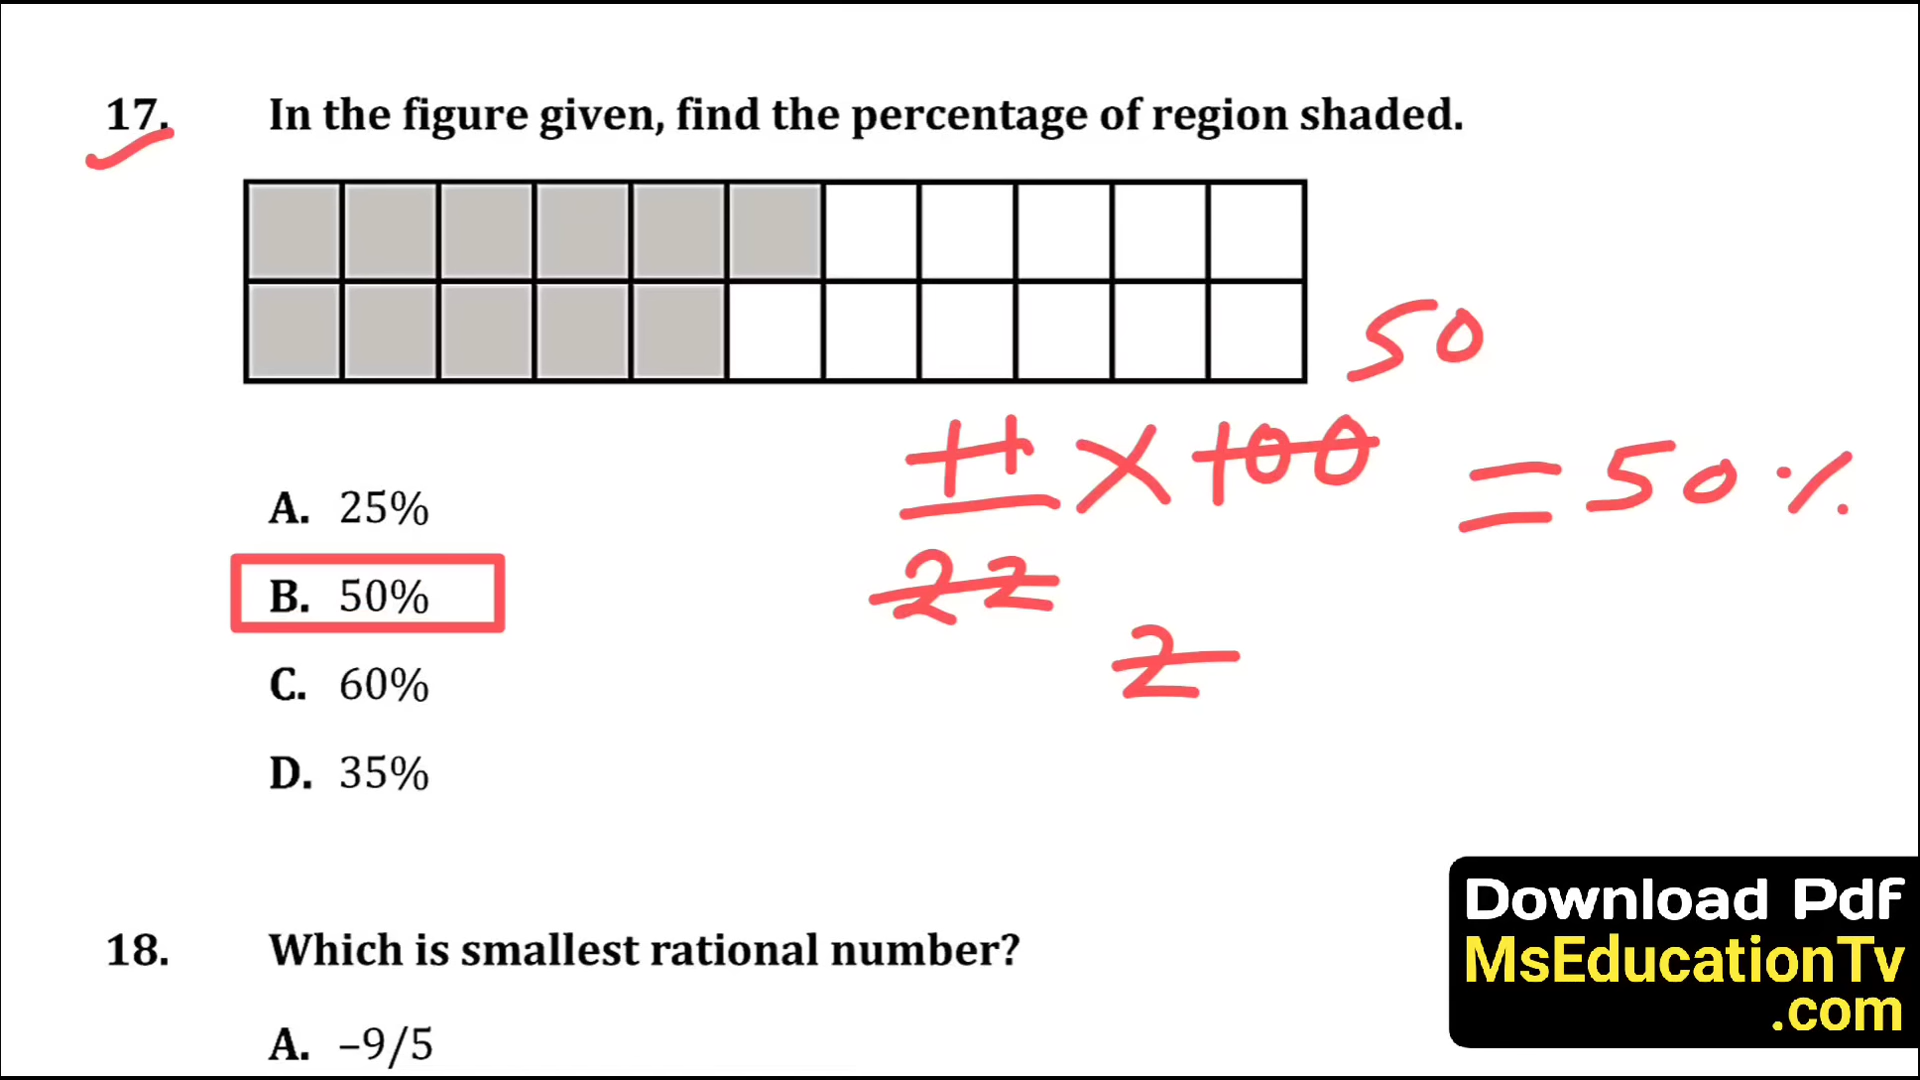 17. In the figure given, find the percentage of region shaded.
50
11 × 100 = 50%
22
2
A. 25%
B. 50%
C. 60%
D. 35%
18. Which is smallest rational number?
A. –9/5
Download Pdf
MsEducationTv
.com